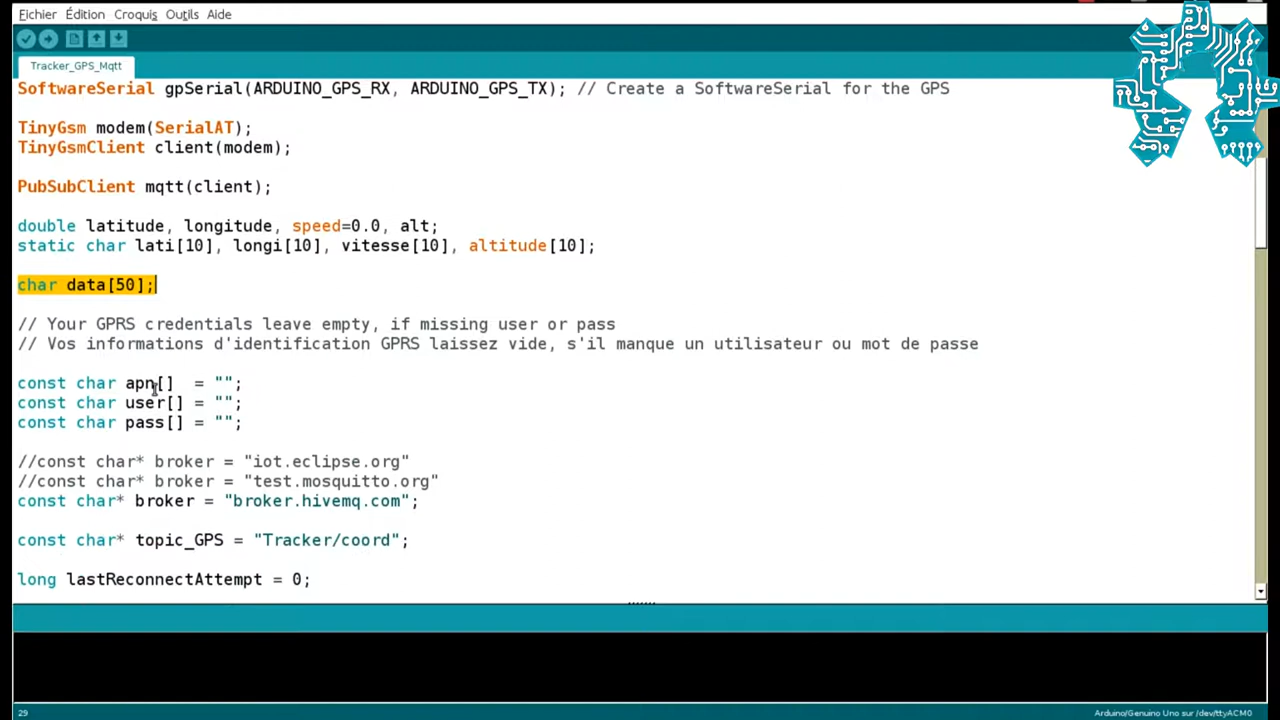 Fichier Édition Croquis Outils Aide
Tracker_GPS_Mqtt
SoftwareSerial gpSerial(ARDUINO_GPS_RX, ARDUINO_GPS_TX); // Create a SoftwareSerial for the GPS
TinyGsm modem(SerialAT);
TinyGsmClient client(modem);
PubSubClient mqtt(client);
double latitude, longitude, speed=0.0, alt;
static char lati[10], longi[10], vitesse[10], altitude[10];
char data[50];
// Your GPRS credentials leave empty, if missing user or pass
// Vos informations d'identification GPRS laissez vide, s'il manque un utilisateur ou mot de passe
const char apn[]  = "";
const char user[] = "";
const char pass[] = "";
//const char* broker = "iot.eclipse.org"
//const char* broker = "test.mosquitto.org"
const char* broker = "broker.hivemq.com";
const char* topic_GPS = "Tracker/coord";
long lastReconnectAttempt = 0;
29
Arduino/Genuino Uno sur /dev/ttyACM0